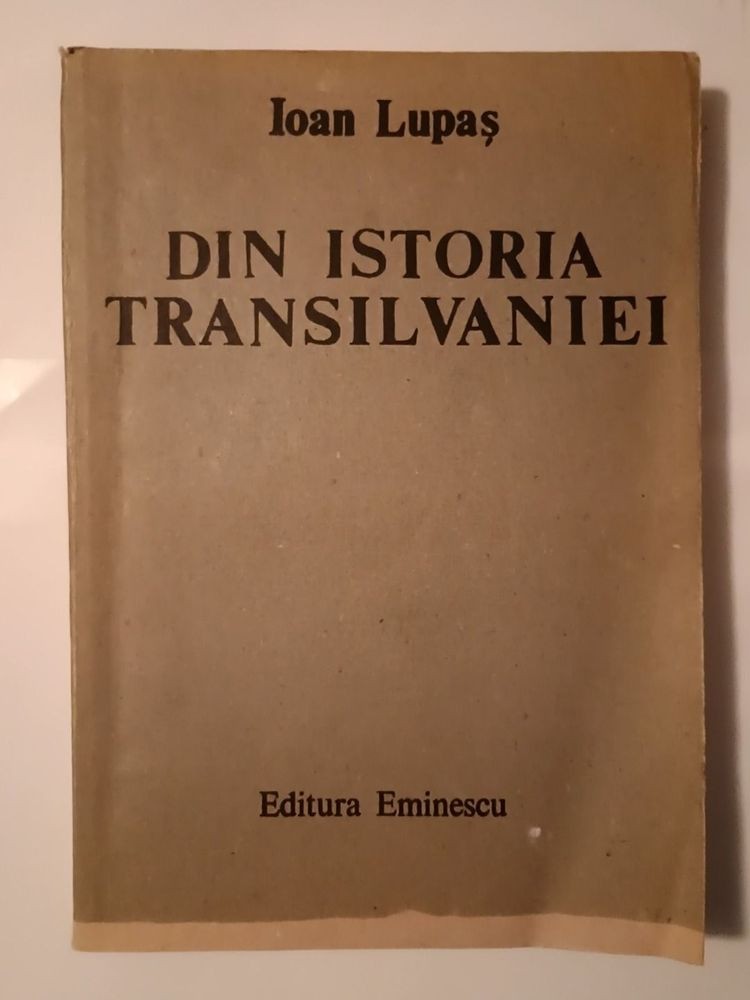 Ioan Lupaș
DIN ISTORIA
TRANSILVANIEI
Editura Eminescu